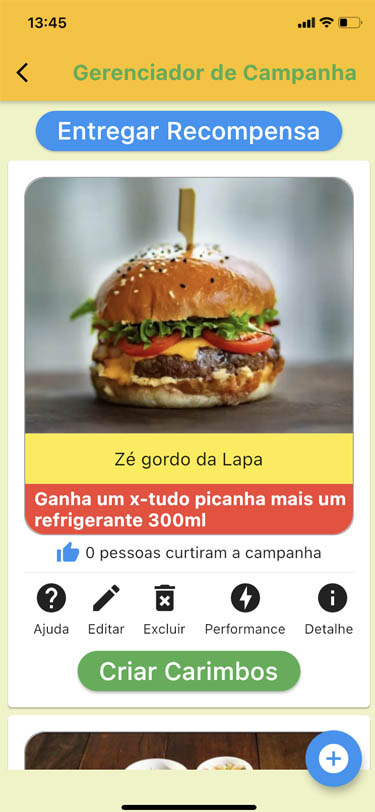 13:45
Gerenciador de Campanha
Entregar Recompensa
Zé gordo da Lapa
Ganha um x-tudo picanha mais um
refrigerante 300ml
0 pessoas curtiram a campanha
Ajuda Editar Excluir Performance Detalhe
Criar Carimbos